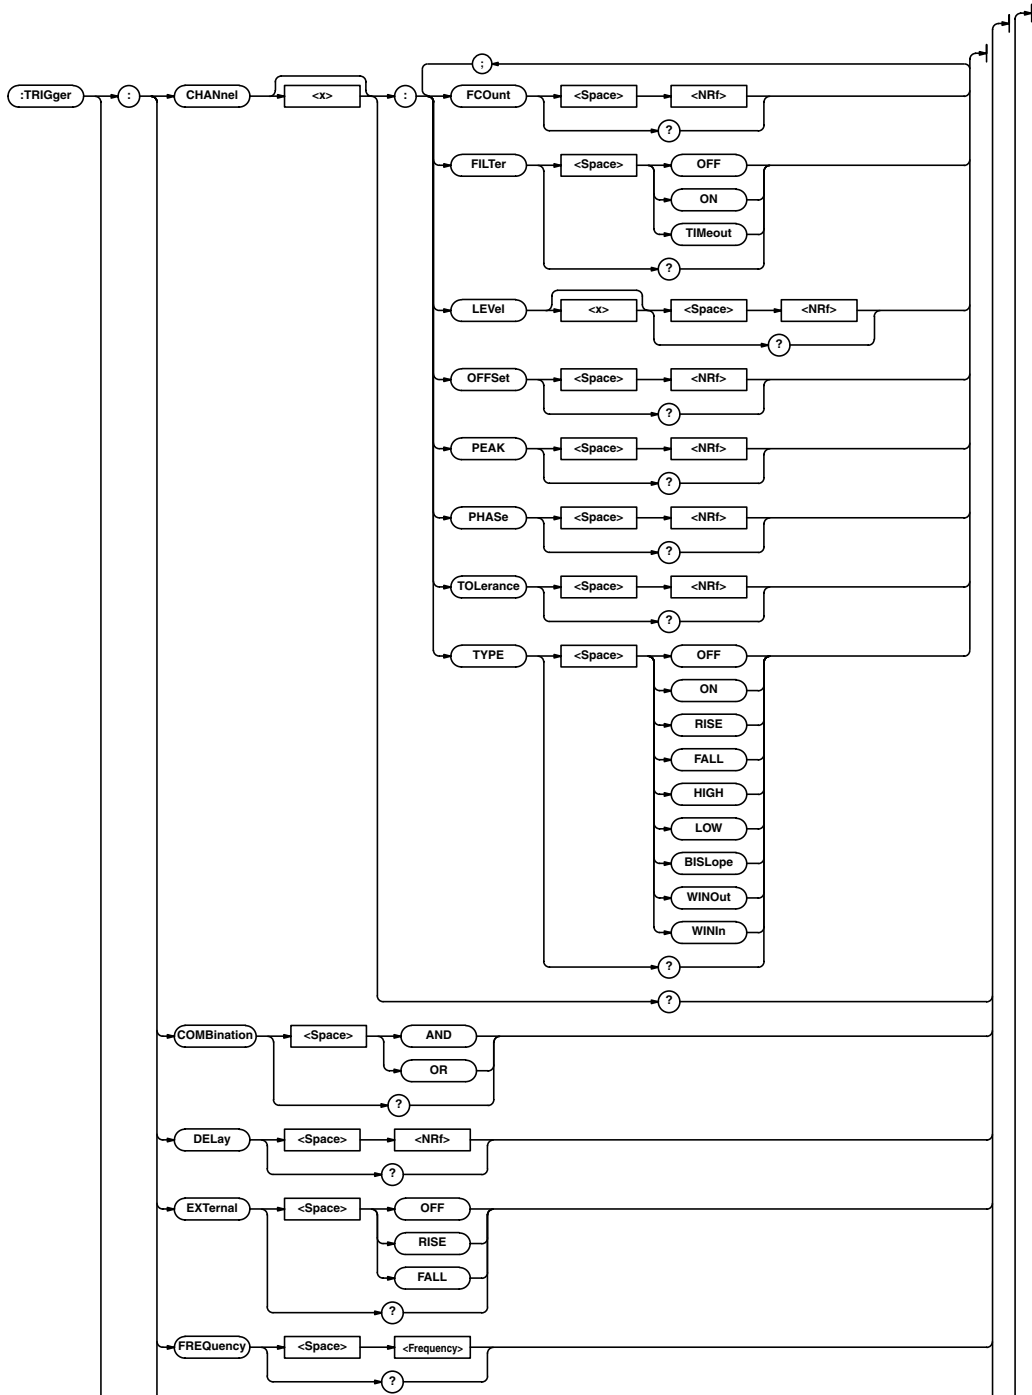 ;
:TRIGger : CHANnel <x> : FCOunt <Space> <NRf>
?
FILTer <Space> OFF
ON
TIMeout
?
LEVel <x> <Space> <NRf>
?
OFFSet <Space> <NRf>
?
PEAK <Space> <NRf>
?
PHASe <Space> <NRf>
?
TOLerance <Space> <NRf>
?
TYPE <Space> OFF
ON
RISE
FALL
HIGH
LOW
BISLope
WINOut
WINIn
?
?
COMBination <Space> AND
OR
?
DELay <Space> <NRf>
?
EXTernal <Space> OFF
RISE
FALL
?
FREQuency <Space> <Frequency>
?